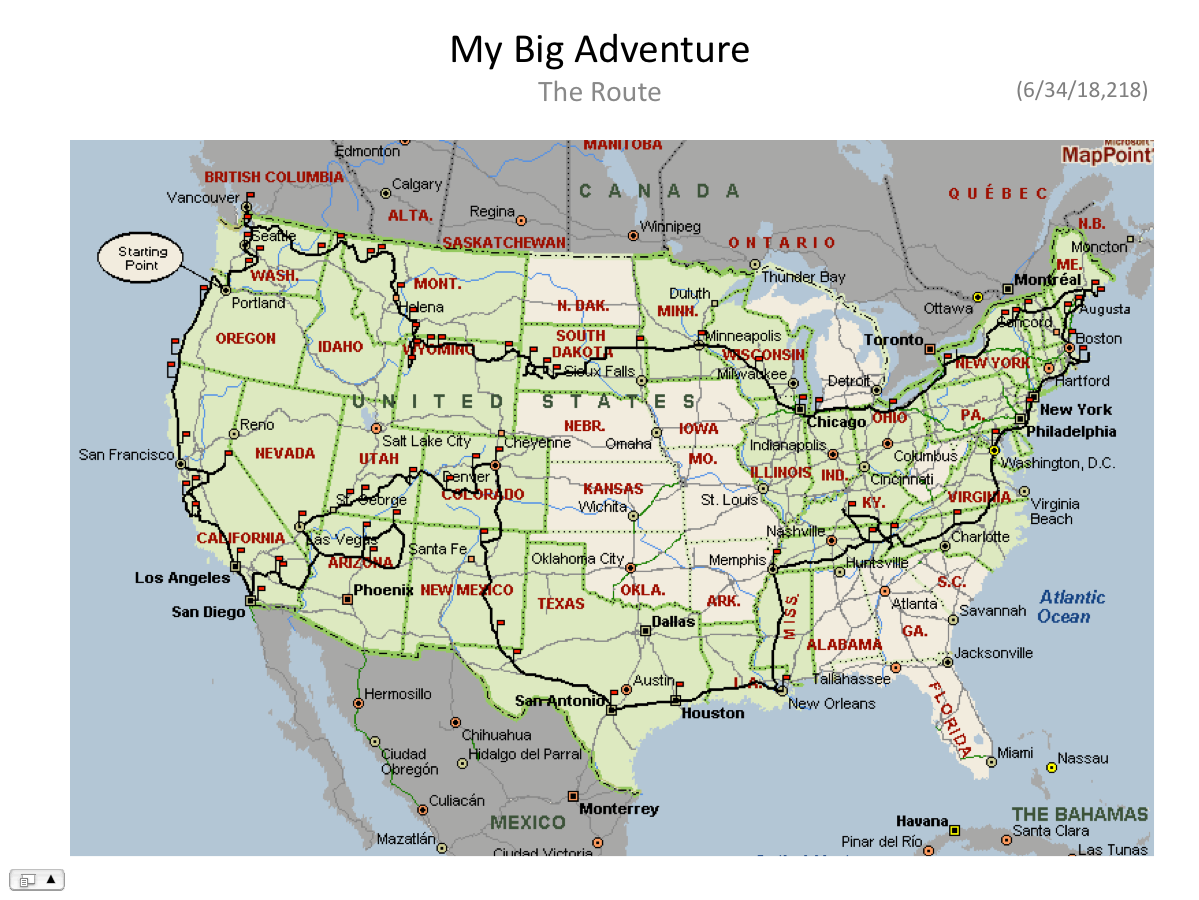 My Big Adventure
The Route
(6/34/18,218)
MANITOBA
Microsoft
MapPoint
Edmonton
BRITISH COLUMBIA
Calgary
CANADA
QUÉBEC
Vancouver
ALTA.
Regina
Winnipeg
N.B.
Seattle
SASKATCHEWAN
ONTARIO
Moncton
Starting
Point
WASH.
MONT.
Thunder Bay
ME.
Montréal
Portland
Helena
N. DAK.
Duluth
MINN.
Ottawa
Augusta
Concord
OREGON
IDAHO
WYOMING
SOUTH
DAKOTA
Minneapolis
WISCONSIN
Toronto
Boston
Sioux Falls
Milwaukee
Detroit
NEW YORK
Hartford
UNITED STATES
Reno
Salt Lake City
Cheyenne
NEBR.
Omaha
IOWA
Chicago
OHIO
PA.
New York
Philadelphia
San Francisco
NEVADA
UTAH
Denver
COLORADO
MO.
Indianapolis
ILLINOIS
IND.
Columbus
Cincinnati
Washington, D.C.
St. George
KANSAS
Wichita
St. Louis
KY.
VIRGINIA
Virginia
Beach
CALIFORNIA
Las Vegas
ARIZONA
Santa Fe
Oklahoma City
Nashville
Memphis
Huntsville
Charlotte
Los Angeles
Phoenix
NEW MEXICO
TEXAS
OKLA.
ARK.
MISS.
S.C.
Atlantic
Ocean
San Diego
Dallas
Atlanta
Savannah
ALABAMA
GA.
Jacksonville
Hermosillo
Austin
San Antonio
LA.
Tallahassee
Houston
New Orleans
FLORIDA
Chihuahua
Ciudad
Obregón
Hidalgo del Parral
Miami
Nassau
Culiacán
Monterrey
MEXICO
THE BAHAMAS
Havana
Santa Clara
Mazatlán
Ciudad Victoria
Pinar del Río
Las Tunas